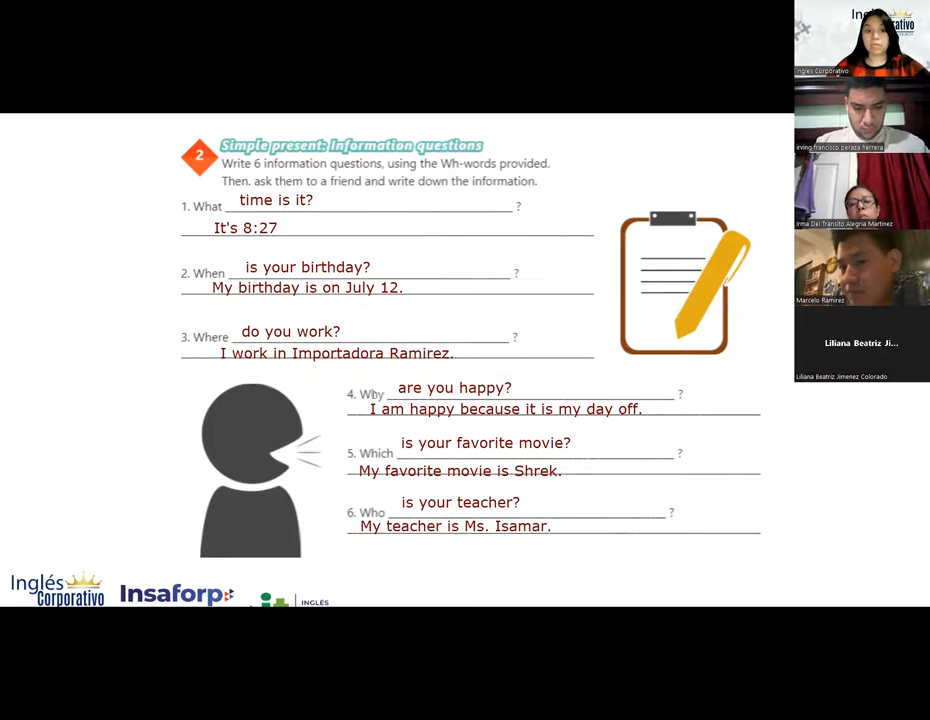 Simple present: Information questions
2
Write 6 information questions, using the Wh-words provided.
Then. ask them to a friend and write down the information.
1. What time is it? ?
It's 8:27
2. When is your birthday? ?
My birthday is on July 12.
3. Where do you work? ?
I work in Importadora Ramirez.
4. Why are you happy? ?
I am happy because it is my day off.
5. Which is your favorite movie? ?
My favorite movie is Shrek.
6. Who is your teacher? ?
My teacher is Ms. Isamar.
Inglés
Corporativo
Insaforp
INGLÉS
Inglés Corporativo
irving francisco peraza herrera
Irma Del Transito Alegria Martinez
Marcelo Ramirez
Liliana Beatriz Ji...
Liliana Beatriz Jimenez Colorado